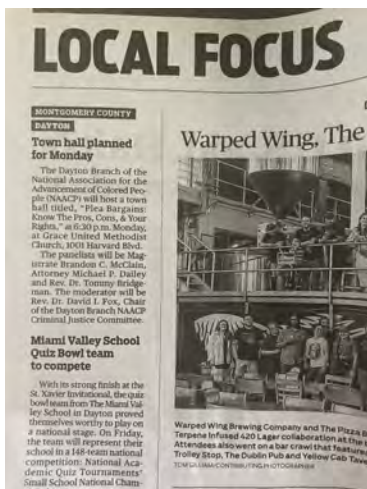 LOCAL FOCUS
MONTGOMERY COUNTY
DAYTON
Town hall planned
for Monday
The Dayton Branch of the
National Association for the
Advancement of Colored Peo-
ple (NAACP) will host a town
hall titled, “Plea Bargains:
Know The Pros, Cons, & Your
Rights,” at 6:30 p.m. Monday,
at Grace United Methodist
Church, 1001 Harvard Blvd.
The panelists will be Mag-
istrate Brandon C. McClain,
Attorney Michael P. Dailey
and Rev. Dr. Tommy Bridge-
man. The moderator will be
Rev. Dr. David I. Fox, Chair
of the Dayton Branch NAACP
Criminal Justice Committee.
Miami Valley School
Quiz Bowl team
to compete
With its strong finish at the
St. Xavier Invitational, the quiz
bowl team from The Miami Val-
ley School in Dayton proved
themselves worthy to play on
a national stage. On Friday,
the team will represent their
school in a 148-team national
competition: National Aca-
demic Quiz Tournaments’
Small School National Cham-
Warped Wing, The
Warped Wing Brewing Company and The Pizza
Terpene Infused 420 Lager collaboration at the
Attendees also went on a bar crawl that featured
Trolley Stop, The Dublin Pub and Yellow Cab
TOM GILLIAM/CONTRIBUTING PHOTOGRAPHER